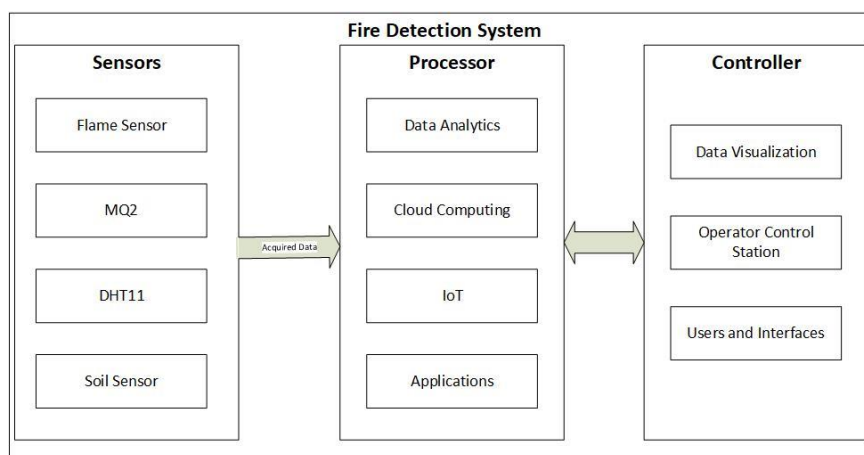 Fire Detection System
Sensors
Flame Sensor
MQ2
DHT11
Soil Sensor
Acquired Data
Processor
Data Analytics
Cloud Computing
IoT
Applications
Controller
Data Visualization
Operator Control
Station
Users and Interfaces